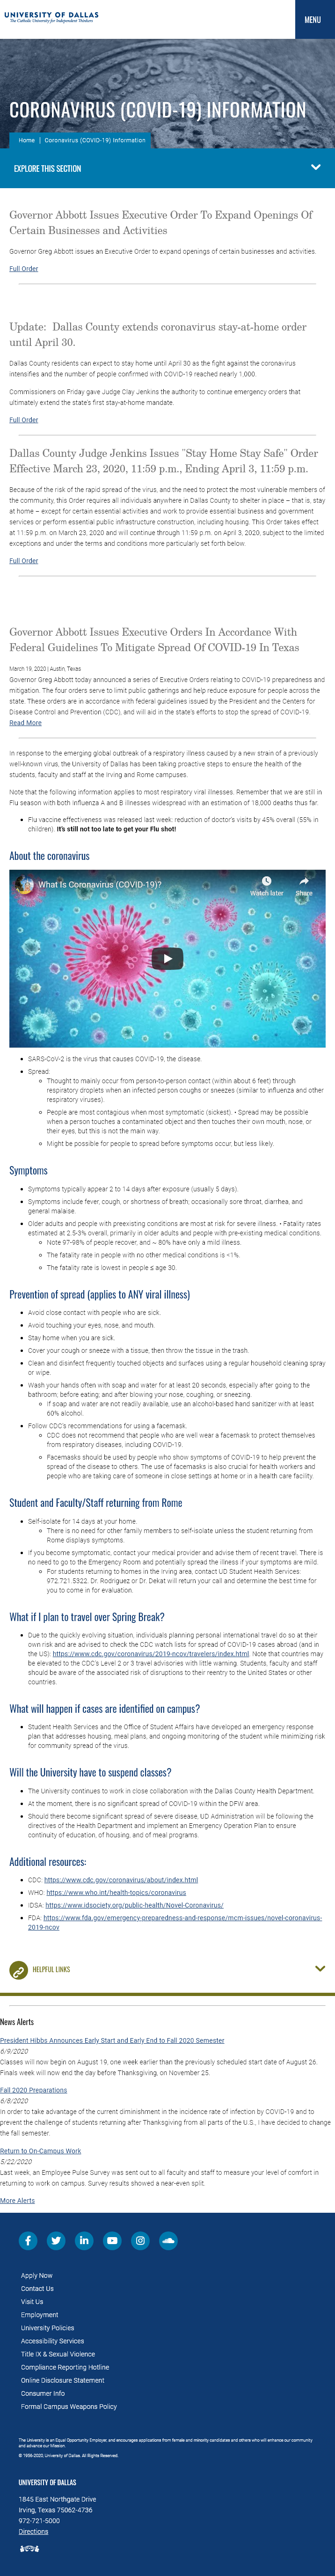 UNIVERSITY OF DALLAS
The Catholic University for Independent Thinkers
MENU
CORONAVIRUS (COVID-19) INFORMATION
Home | Coronavirus (COVID-19) Information
EXPLORE THIS SECTION
Governor Abbott Issues Executive Order To Expand Openings Of
Certain Businesses and Activities
Governor Greg Abbott issues an Executive Order to expand openings of certain businesses and activities.
Full Order
Update:  Dallas County extends coronavirus stay-at-home order
until April 30.
Dallas County residents can expect to stay home until April 30 as the fight against the coronavirus
intensifies and the number of people confirmed with COVID-19 reached nearly 1,000.
Commissioners on Friday gave Judge Clay Jenkins the authority to continue emergency orders that
ultimately extend the state's first stay-at-home mandate.
Full Order
Dallas County Judge Jenkins Issues "Stay Home Stay Safe" Order
Effective March 23, 2020, 11:59 p.m., Ending April 3, 11:59 p.m.
Because of the risk of the rapid spread of the virus, and the need to protect the most vulnerable members of
the community, this Order requires all individuals anywhere in Dallas County to shelter in place – that is, stay
at home – except for certain essential activities and work to provide essential business and government
services or perform essential public infrastructure construction, including housing. This Order takes effect
at 11:59 p.m. on March 23, 2020 and will continue through 11:59 p.m. on April 3, 2020, subject to the limited
exceptions and under the terms and conditions more particularly set forth below.
Full Order
Governor Abbott Issues Executive Orders In Accordance With
Federal Guidelines To Mitigate Spread Of COVID-19 In Texas
March 19, 2020 | Austin, Texas
Governor Greg Abbott today announced a series of Executive Orders relating to COVID-19 preparedness and
mitigation. The four orders serve to limit public gatherings and help reduce exposure for people across the
state. These orders are in accordance with federal guidelines issued by the President and the Centers for
Disease Control and Prevention (CDC), and will aid in the state's efforts to stop the spread of COVID-19.
Read More
In response to the emerging global outbreak of a respiratory illness caused by a new strain of a previously
well-known virus, the University of Dallas has been taking proactive steps to ensure the health of the
students, faculty and staff at the Irving and Rome campuses.
Note that the following information applies to most respiratory viral illnesses. Remember that we are still in
Flu season with both Influenza A and B illnesses widespread with an estimation of 18,000 deaths thus far.
• Flu vaccine effectiveness was released last week: reduction of doctor's visits by 45% overall (55% in
children). It's still not too late to get your Flu shot!
About the coronavirus
What Is Coronavirus (COVID-19)?
Watch later
Share
• SARS-CoV-2 is the virus that causes COVID-19, the disease.
• Spread:
○ Thought to mainly occur from person-to-person contact (within about 6 feet) through
respiratory droplets when an infected person coughs or sneezes (similar to influenza and other
respiratory viruses).
○ People are most contagious when most symptomatic (sickest). • Spread may be possible
when a person touches a contaminated object and then touches their own mouth, nose, or
their eyes, but this is not the main way.
○ Might be possible for people to spread before symptoms occur, but less likely.
Symptoms
• Symptoms typically appear 2 to 14 days after exposure (usually 5 days).
• Symptoms include fever, cough, or shortness of breath; occasionally sore throat, diarrhea, and
general malaise.
• Older adults and people with preexisting conditions are most at risk for severe illness. • Fatality rates
estimated at 2.5-3% overall, primarily in older adults and people with pre-existing medical conditions.
○ Note 97-98% of people recover, and ~ 80% have only a mild illness.
○ The fatality rate in people with no other medical conditions is <1%.
○ The fatality rate is lowest in people ≤ age 30.
Prevention of spread (applies to ANY viral illness)
• Avoid close contact with people who are sick.
• Avoid touching your eyes, nose, and mouth.
• Stay home when you are sick.
• Cover your cough or sneeze with a tissue, then throw the tissue in the trash.
• Clean and disinfect frequently touched objects and surfaces using a regular household cleaning spray
or wipe.
• Wash your hands often with soap and water for at least 20 seconds, especially after going to the
bathroom; before eating; and after blowing your nose, coughing, or sneezing.
○ If soap and water are not readily available, use an alcohol-based hand sanitizer with at least
60% alcohol.
• Follow CDC's recommendations for using a facemask.
○ CDC does not recommend that people who are well wear a facemask to protect themselves
from respiratory diseases, including COVID-19.
○ Facemasks should be used by people who show symptoms of COVID-19 to help prevent the
spread of the disease to others. The use of facemasks is also crucial for health workers and
people who are taking care of someone in close settings at home or in a health care facility.
Student and Faculty/Staff returning from Rome
• Self-isolate for 14 days at your home.
○ There is no need for other family members to self-isolate unless the student returning from
Rome displays symptoms.
• If you become symptomatic, contact your medical provider and advise them of recent travel. There is
no need to go to the Emergency Room and potentially spread the illness if your symptoms are mild.
○ For students returning to homes in the Irving area, contact UD Student Health Services:
972.721.5322. Dr. Rodriguez or Dr. Dekat will return your call and determine the best time for
you to come in for evaluation.
What if I plan to travel over Spring Break?
• Due to the quickly evolving situation, people planning personal international travel do so at their
own risk and should check with the CDC website for updated status of COVID-19 cases abroad (and in
the US): https://www.cdc.gov/coronavirus/2019-ncov/travelers/index.html. Note that countries may
be elevated to the CDC's Level 2 or 3 travel advisories with little warning. Students, faculty and staff
should be aware of this and the related risk of limited re-entry back to the United States or other
countries.
What will happen if cases are identified on campus?
• Student Health Services and the Office of Student Affairs have developed an emergency response
plan that addresses housing, meal plans, and ongoing monitoring of the student while minimizing risk
for community spread of the virus.
Will the University have to suspend classes?
• The University continues to work in close collaboration with the Dallas County Health Department.
• At the moment, there is no significant spread of COVID-19 within the DFW area.
• Should there become significant spread of severe disease, UD Administration will be following the
directives of the Health Department and implement an Emergency Operation Plan to ensure
continuity of education, of housing, and of meal programs.
Additional resources:
• CDC: https://www.cdc.gov/coronavirus/about/index.html
• WHO: https://www.who.int/health-topics/coronavirus
• IDSA: https://www.idsociety.org/public-health/Novel-Coronavirus/
• FDA: https://www.fda.gov/emergency-preparedness-and-response/mcm-issues/novel-coronavirus-
2019-ncov
HELPFUL LINKS
News Alerts
President Hibbs Announces Early Start and Early End to Fall 2020 Semester
6/9/2020
Classes will now begin on August 19, one week earlier than the previously scheduled start date of August 26.
Finals week will now be the day before Thanksgiving, on November 25.
Fall 2020 Preparations
6/8/2020
In order to take advantage of the current diminishment in the incidence rate of infection by COVID-19 and to
prevent the challenge of students returning after Thanksgiving from all parts of the U.S., I have decided to change
the fall semester.
Return to On-Campus Work
5/22/2020
Last week, an Employee Pulse Survey was sent out to all faculty and staff to measure your level of comfort in
returning to work on campus. Survey results showed a near-even split.
More Alerts
Apply Now
Contact Us
Visit Us
Employment
University Policies
Accessibility Services
Title IX & Sexual Violence
Compliance Reporting Hotline
Online Disclosure Statement
Consumer Info
Formal Campus Weapons Policy
The University is an Equal Opportunity Employer, and encourages applications from female and minority candidates and others who will enhance our community
and advance our Mission.
© 1956-2020, University of Dallas. All Rights Reserved.
UNIVERSITY OF DALLAS
1845 East Northgate Drive
Irving, Texas 75062-4736
972-721-5000
Directions